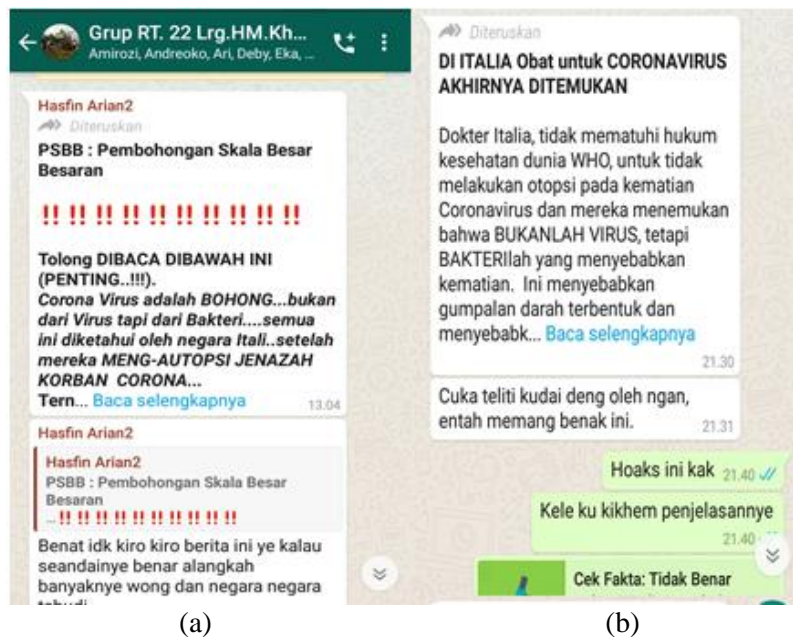 Grup RT. 22 Lrg.HM.Kh...
Amirozi, Andreoko, Ari, Deby, Eka, ...
Hasfin Arian2
Diteruskan
PSBB : Pembohongan Skala Besar
Besaran
‼ ‼ ‼ ‼ ‼ ‼ ‼ ‼ ‼ ‼
Tolong DIBACA DIBAWAH INI
(PENTING..!!!).
Corona Virus adalah BOHONG...bukan
dari Virus tapi dari Bakteri....semua
ini diketahui oleh negara Itali..setelah
mereka MENG-AUTOPSI JENAZAH
KORBAN CORONA...
Tern... Baca selengkapnya
13.04
Hasfin Arian2
Hasfin Arian2
PSBB : Pembohongan Skala Besar
Besaran
...‼ ‼ ‼ ‼ ‼ ‼ ‼ ‼ ‼ ‼
Benat idk kiro kiro berita ini ye kalau
seandainye benar alangkah
banyaknye wong dan negara negara
(a)
Diteruskan
DI ITALIA Obat untuk CORONAVIRUS
AKHIRNYA DITEMUKAN
Dokter Italia, tidak mematuhi hukum
kesehatan dunia WHO, untuk tidak
melakukan otopsi pada kematian
Coronavirus dan mereka menemukan
bahwa BUKANLAH VIRUS, tetapi
BAKTERIlah yang menyebabkan
kematian. Ini menyebabkan
gumpalan darah terbentuk dan
menyebabk... Baca selengkapnya
21.30
Cuka teliti kudai deng oleh ngan,
entah memang benak ini.
21.31
Hoaks ini kak
21.40
Kele ku kikhem penjelasannye
21.40
Cek Fakta: Tidak Benar
(b)